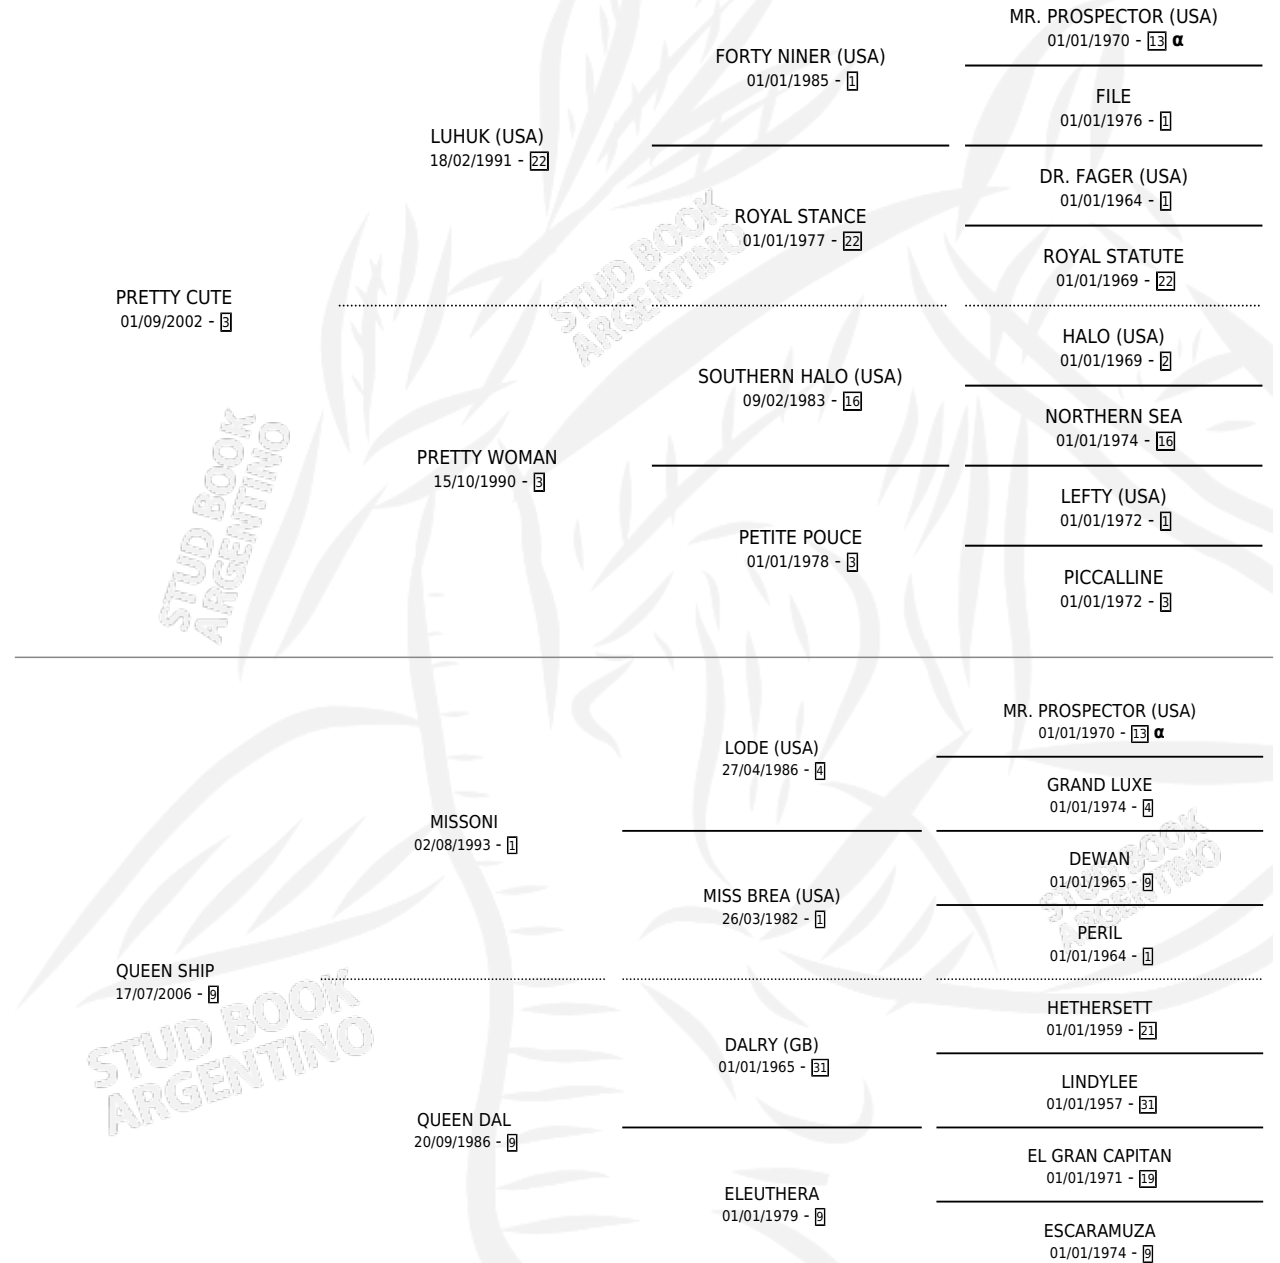 MR. PROSPECTOR (USA)
01/01/1970 - 13 α
FORTY NINER (USA)
01/01/1985 - 1
FILE
01/01/1976 - 1
LUHUK (USA)
18/02/1991 - 22
DR. FAGER (USA)
01/01/1964 - 1
ROYAL STANCE
01/01/1977 - 22
ROYAL STATUTE
01/01/1969 - 22
PRETTY CUTE
01/09/2002 - 3
HALO (USA)
01/01/1969 - 2
SOUTHERN HALO (USA)
09/02/1983 - 16
NORTHERN SEA
01/01/1974 - 16
PRETTY WOMAN
15/10/1990 - 3
LEFTY (USA)
01/01/1972 - 1
PETITE POUCE
01/01/1978 - 3
PICCALLINE
01/01/1972 - 3
MR. PROSPECTOR (USA)
01/01/1970 - 13 α
LODE (USA)
27/04/1986 - 4
GRAND LUXE
01/01/1974 - 4
MISSONI
02/08/1993 - 1
DEWAN
01/01/1965 - 9
MISS BREA (USA)
26/03/1982 - 1
PERIL
01/01/1964 - 1
QUEEN SHIP
17/07/2006 - 9
HETHERSETT
01/01/1959 - 21
DALRY (GB)
01/01/1965 - 31
LINDYLEE
01/01/1957 - 31
QUEEN DAL
20/09/1986 - 9
EL GRAN CAPITAN
01/01/1971 - 19
ELEUTHERA
01/01/1979 - 9
ESCARAMUZA
01/01/1974 - 9
STUD BOOK
ARGENTINO
STUD BOOK
ARGENTINO
STUD BOOK
ARGENTINO
STUD BOOK
ARGENTINO